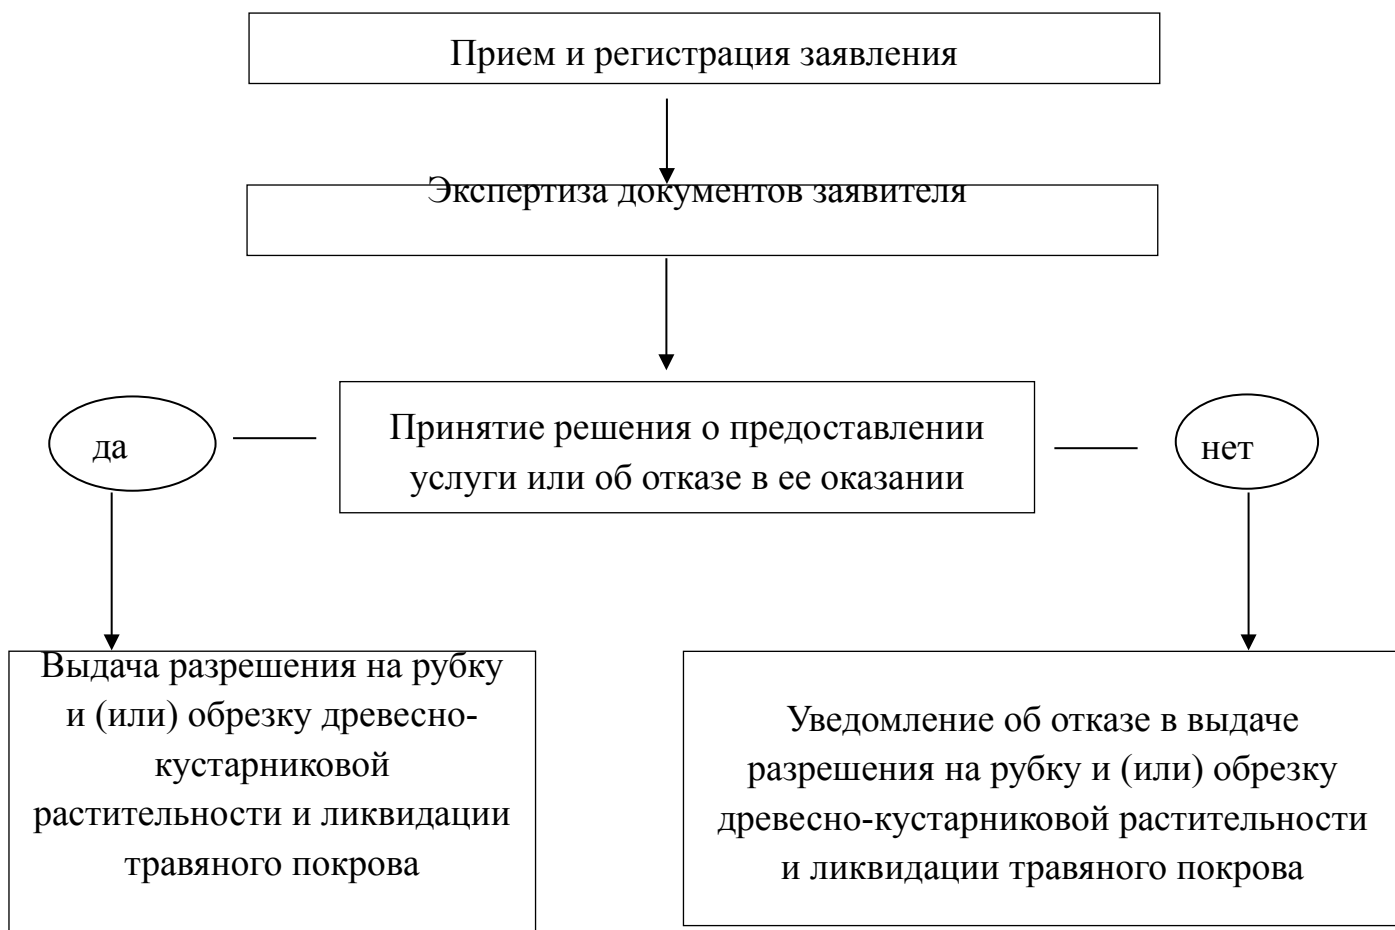 Прием и регистрация заявления
Экспертиза документов заявителя
Принятие решения о предоставлении
услуги или об отказе в ее оказании
да
нет
Выдача разрешения на рубку
и (или) обрезку древесно-
кустарниковой
растительности и ликвидации
травяного покрова
Уведомление об отказе в выдаче
разрешения на рубку и (или) обрезку
древесно-кустарниковой растительности
и ликвидации травяного покрова